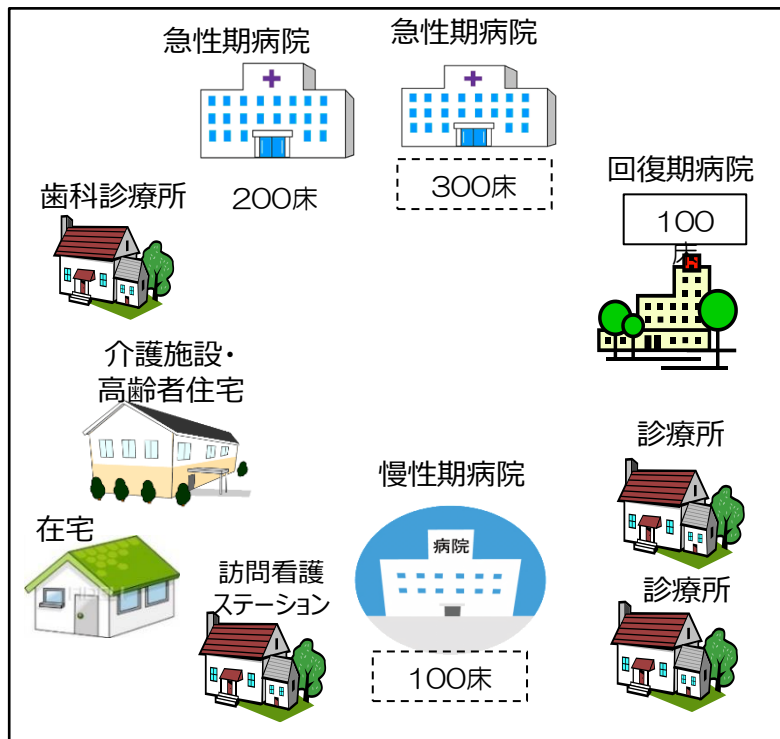 急性期病院
急性期病院
200床
300床
回復期病院
100
床
H
歯科診療所
介護施設・
高齢者住宅
診療所
慢性期病院
病院
100床
在宅
訪問看護
ステーション
診療所